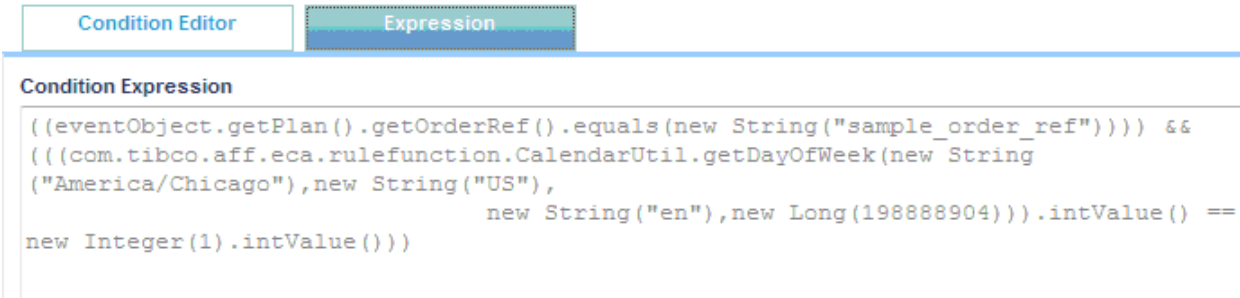 Condition Editor Expression
Condition Expression
((eventObject.getPlan().getOrderRef().equals(new String("sample_order_ref")))) &&
(((com.tibco.aff.eca.rulefunction.CalendarUtil.getDayOfWeek(new String
("America/Chicago"),new String("US"),
new String("en"),new Long(198888904))).intValue() ==
new Integer(1).intValue()))